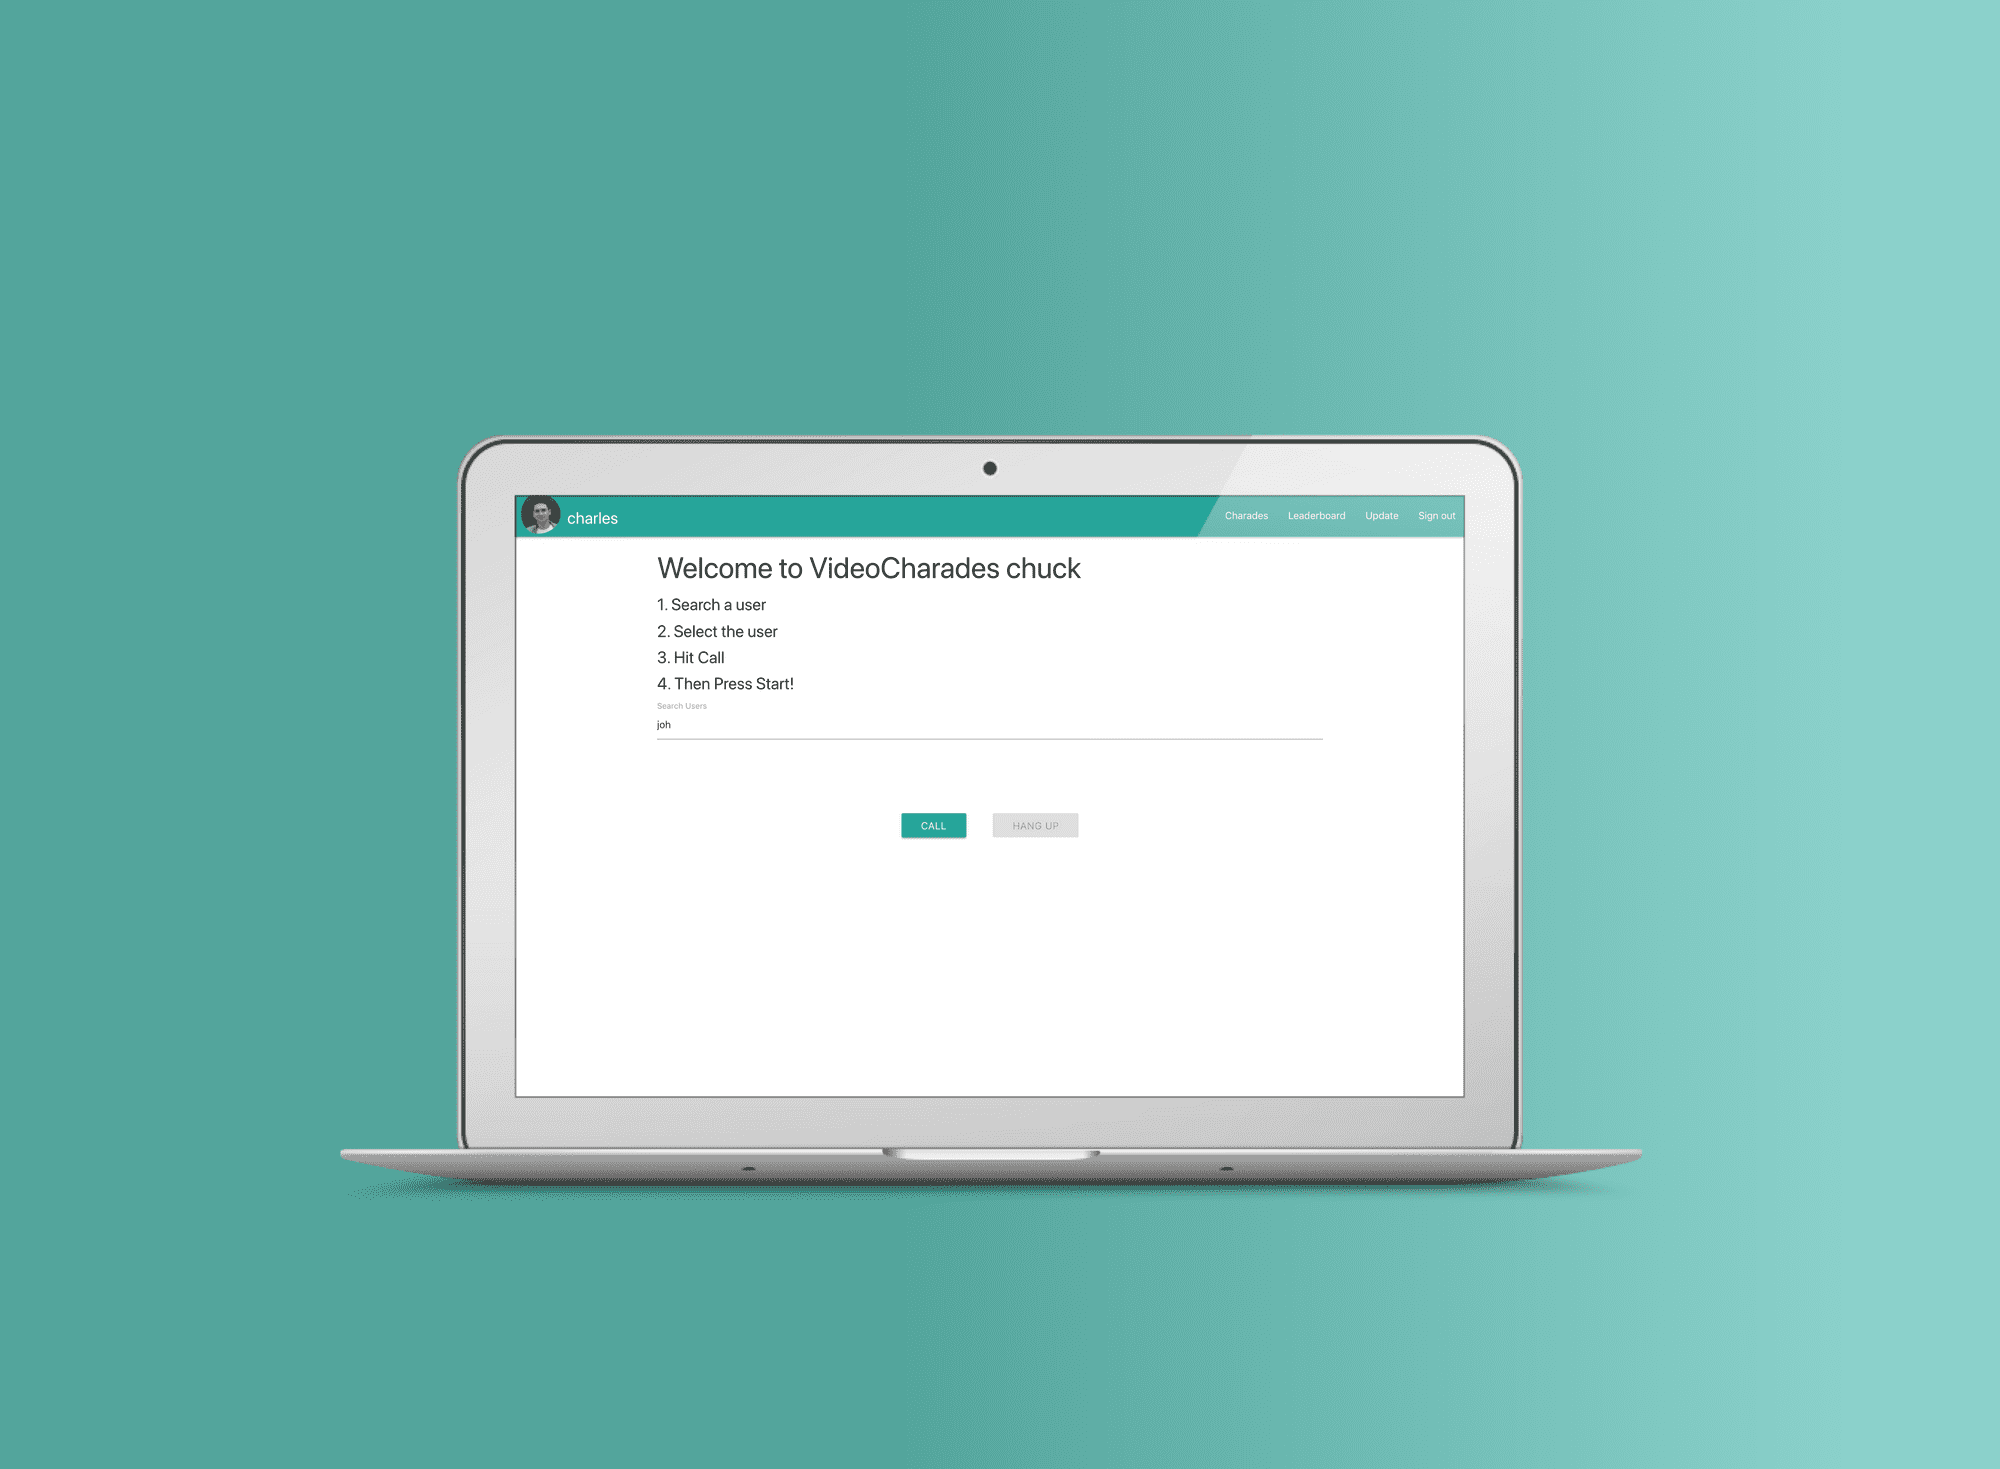 charles
Charades Leaderboard Update Sign out
Welcome to VideoCharades chuck
1. Search a user
2. Select the user
3. Hit Call
4. Then Press Start!
Search Users
joh
CALL HANG UP